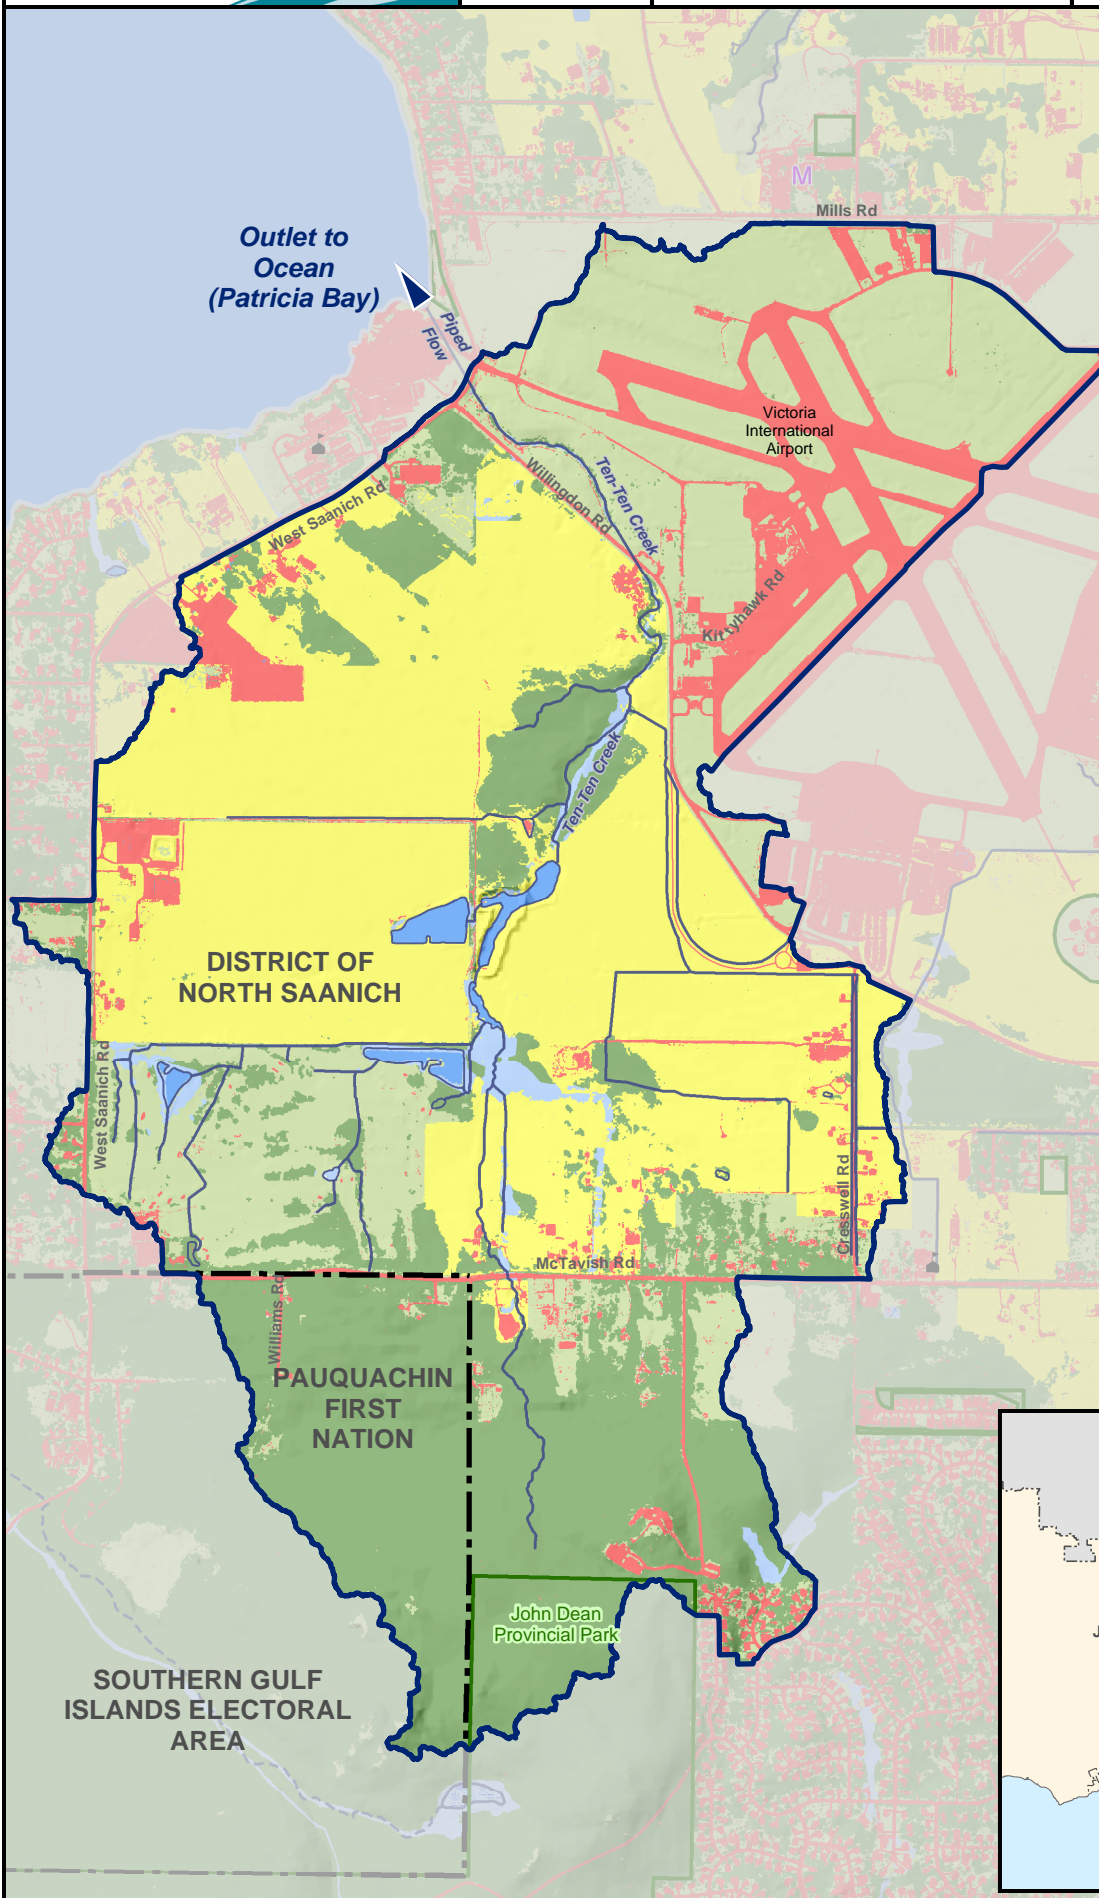 M
Mills Rd
Outlet to
Ocean
(Patricia Bay)
Piped
Flow
Victoria
International
Airport
Willingdon Rd
Ten-Ten Creek
West Saanich Rd
Kittyhawk Rd
Ten-Ten Creek
DISTRICT OF
NORTH SAANICH
West Saanich Rd
Cresswell Rd
McTavish Rd
Williams Rd
PAUQUACHIN
FIRST
NATION
John Dean
Provincial Park
SOUTHERN GULF
ISLANDS ELECTORAL
AREA